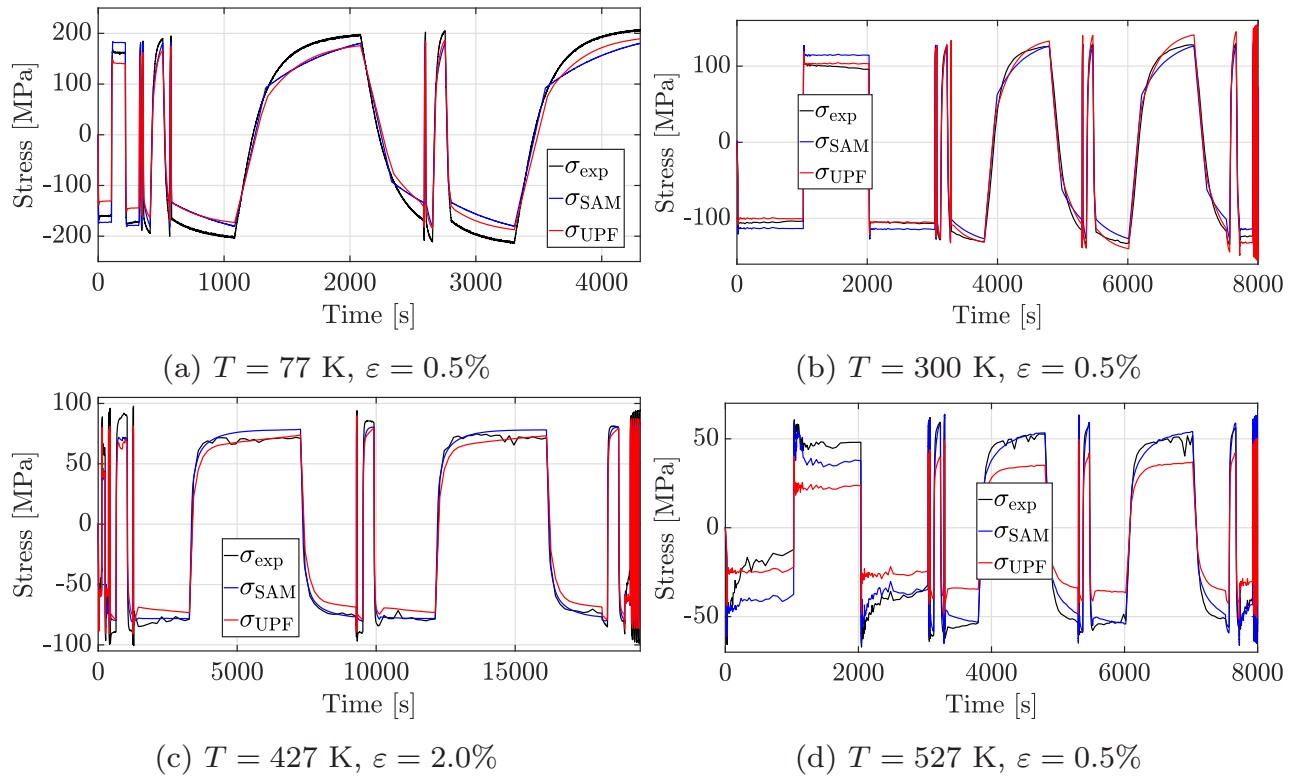 200
100
0
-100
-200
Stress [MPa]
0 1000 2000 3000 4000
Time [s]
σexp
σSAM
σUPF
(a) T = 77 K, ε = 0.5%
100
0
-100
Stress [MPa]
0 2000 4000 6000 8000
Time [s]
σexp
σSAM
σUPF
(b) T = 300 K, ε = 0.5%
100
50
0
-50
-100
Stress [MPa]
0 5000 10000 15000
Time [s]
σexp
σSAM
σUPF
(c) T = 427 K, ε = 2.0%
50
0
-50
Stress [MPa]
0 2000 4000 6000 8000
Time [s]
σexp
σSAM
σUPF
(d) T = 527 K, ε = 0.5%